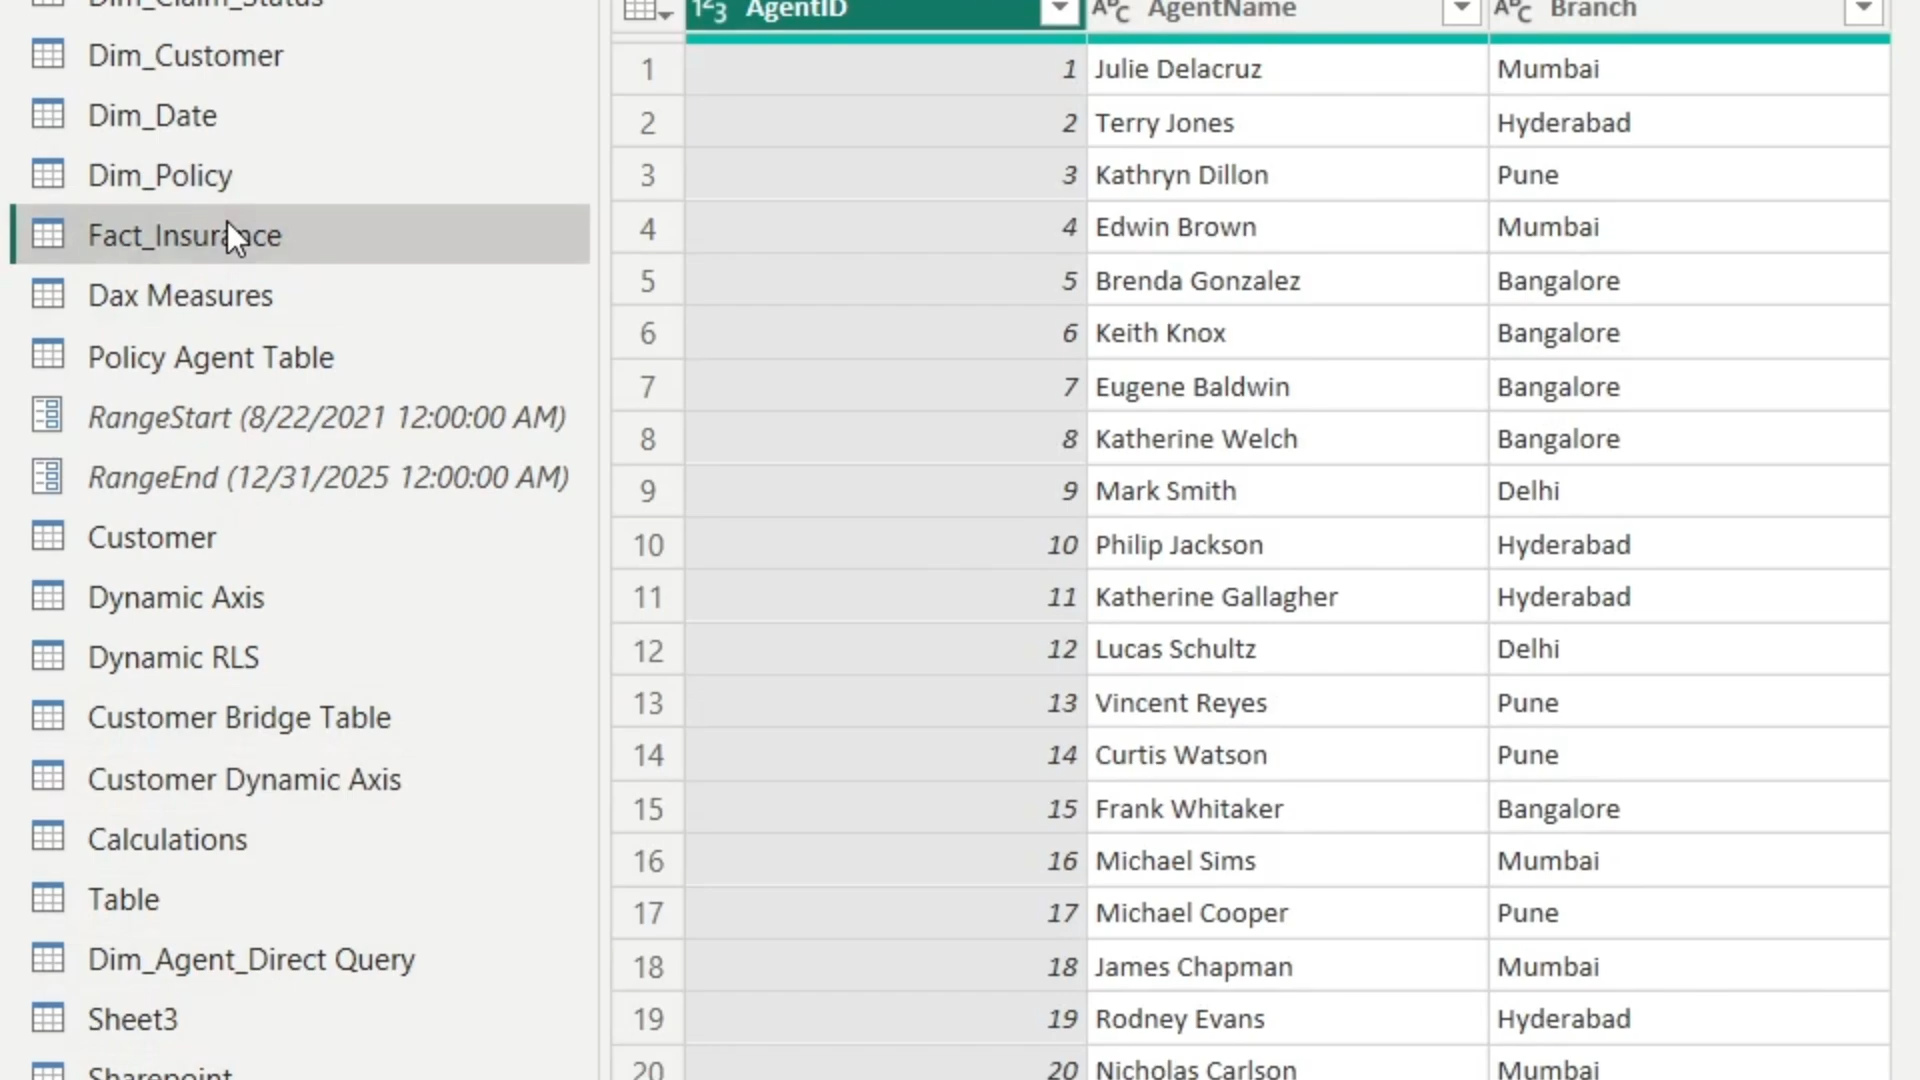 Dim_Claim_Status
Dim_Customer
Dim_Date
Dim_Policy
Fact_Insurance
Dax Measures
Policy Agent Table
RangeStart (8/22/2021 12:00:00 AM)
RangeEnd (12/31/2025 12:00:00 AM)
Customer
Dynamic Axis
Dynamic RLS
Customer Bridge Table
Customer Dynamic Axis
Calculations
Table
Dim_Agent_Direct Query
Sheet3
Sharepoint
123 AgentID ABC AgentName ABC Branch
1 1 Julie Delacruz Mumbai
2 2 Terry Jones Hyderabad
3 3 Kathryn Dillon Pune
4 4 Edwin Brown Mumbai
5 5 Brenda Gonzalez Bangalore
6 6 Keith Knox Bangalore
7 7 Eugene Baldwin Bangalore
8 8 Katherine Welch Bangalore
9 9 Mark Smith Delhi
10 10 Philip Jackson Hyderabad
11 11 Katherine Gallagher Hyderabad
12 12 Lucas Schultz Delhi
13 13 Vincent Reyes Pune
14 14 Curtis Watson Pune
15 15 Frank Whitaker Bangalore
16 16 Michael Sims Mumbai
17 17 Michael Cooper Pune
18 18 James Chapman Mumbai
19 19 Rodney Evans Hyderabad
20 20 Nicholas Carlson Mumbai